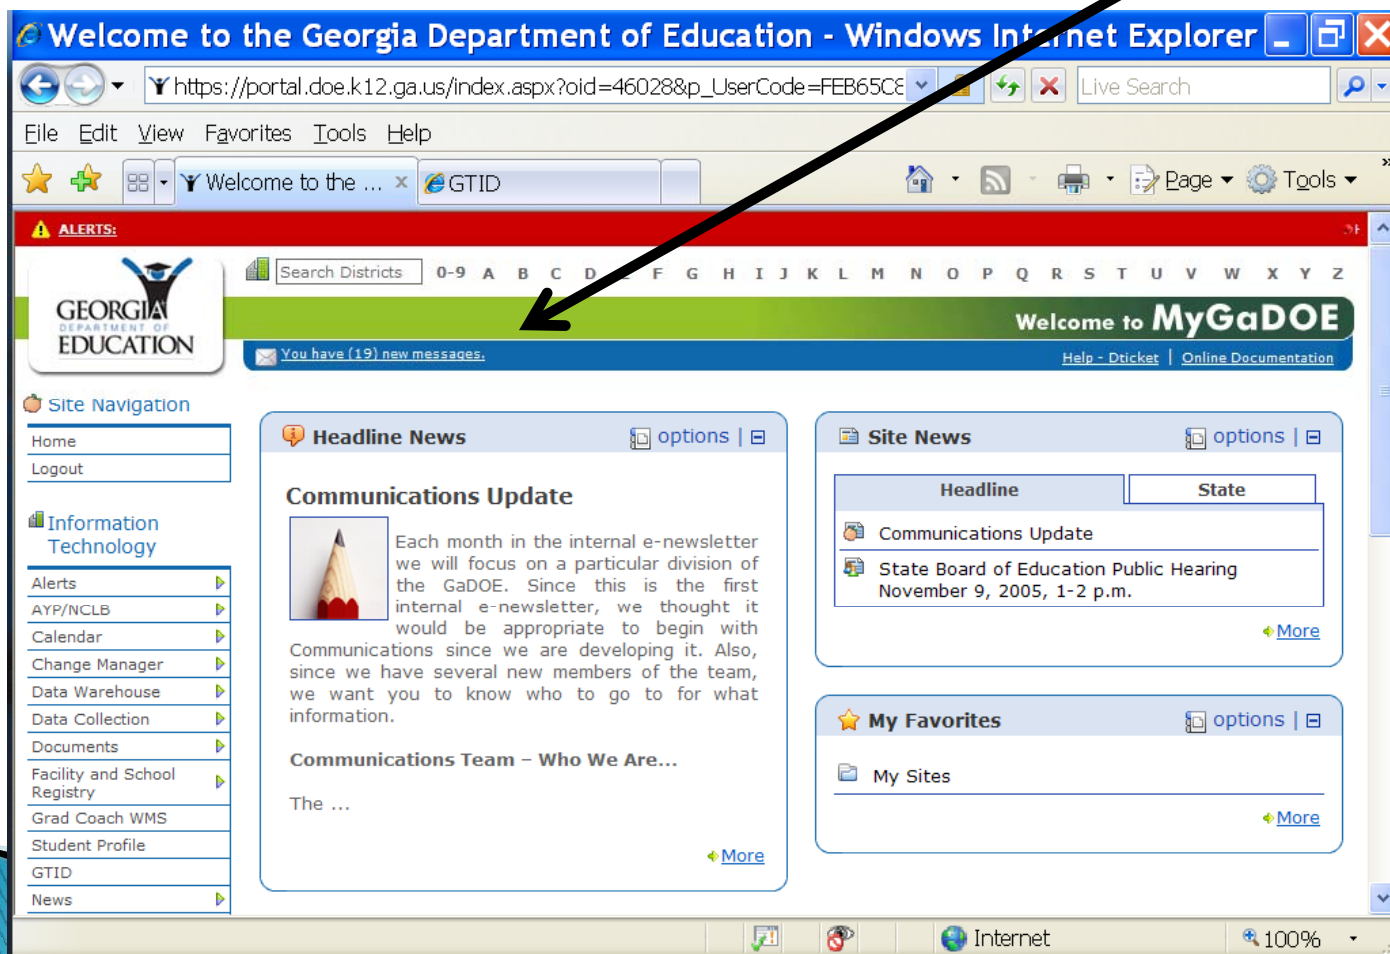 Welcome to the Georgia Department of Education - Windows Internet Explorer
https://portal.doe.k12.ga.us/index.aspx?oid=46028&p_UserCode=FEB65C8
Live Search
File Edit View Favorites Tools Help
Welcome to the ... GTID
Page Tools
ALERTS:
Search Districts 0-9 A B C D E F G H I J K L M N O P Q R S T U V W X Y Z
GEORGIA
DEPARTMENT OF
EDUCATION
Welcome to MyGaDOE
You have (19) new messages.
Help - Dticket | Online Documentation
Site Navigation
Home
Logout
Information
Technology
Alerts
AYP/NCLB
Calendar
Change Manager
Data Warehouse
Data Collection
Documents
Facility and School
Registry
Grad Coach WMS
Student Profile
GTID
News
Headline News options |
Communications Update
Each month in the internal e-newsletter
we will focus on a particular division of
the GaDOE. Since this is the first
internal e-newsletter, we thought it
would be appropriate to begin with
Communications since we are developing it. Also,
since we have several new members of the team,
we want you to know who to go to for what
information.
Communications Team – Who We Are...
The ...
More
Site News options |
Headline State
Communications Update
State Board of Education Public Hearing
November 9, 2005, 1-2 p.m.
More
My Favorites options |
My Sites
More
Internet 100%